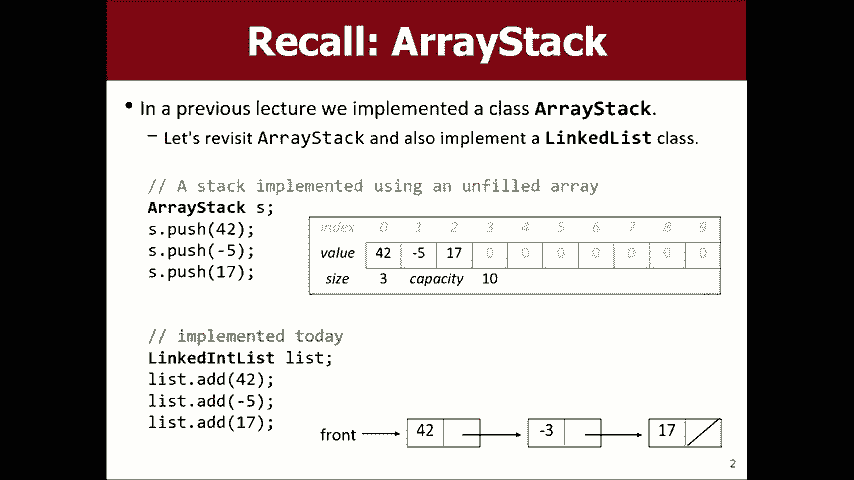 Recall: ArrayStack
• In a previous lecture we implemented a class ArrayStack.
– Let's revisit ArrayStack and also implement a LinkedList class.
// A stack implemented using an unfilled array
ArrayStack s;
s.push(42);
s.push(-5);
s.push(17);
index 0 1 2 3 4 5 6 7 8 9
value 42 -5 17 0 0 0 0 0 0 0
size 3 capacity 10
// implemented today
LinkedIntList list;
list.add(42);
list.add(-5);
list.add(17);
front 42 -3 17
2